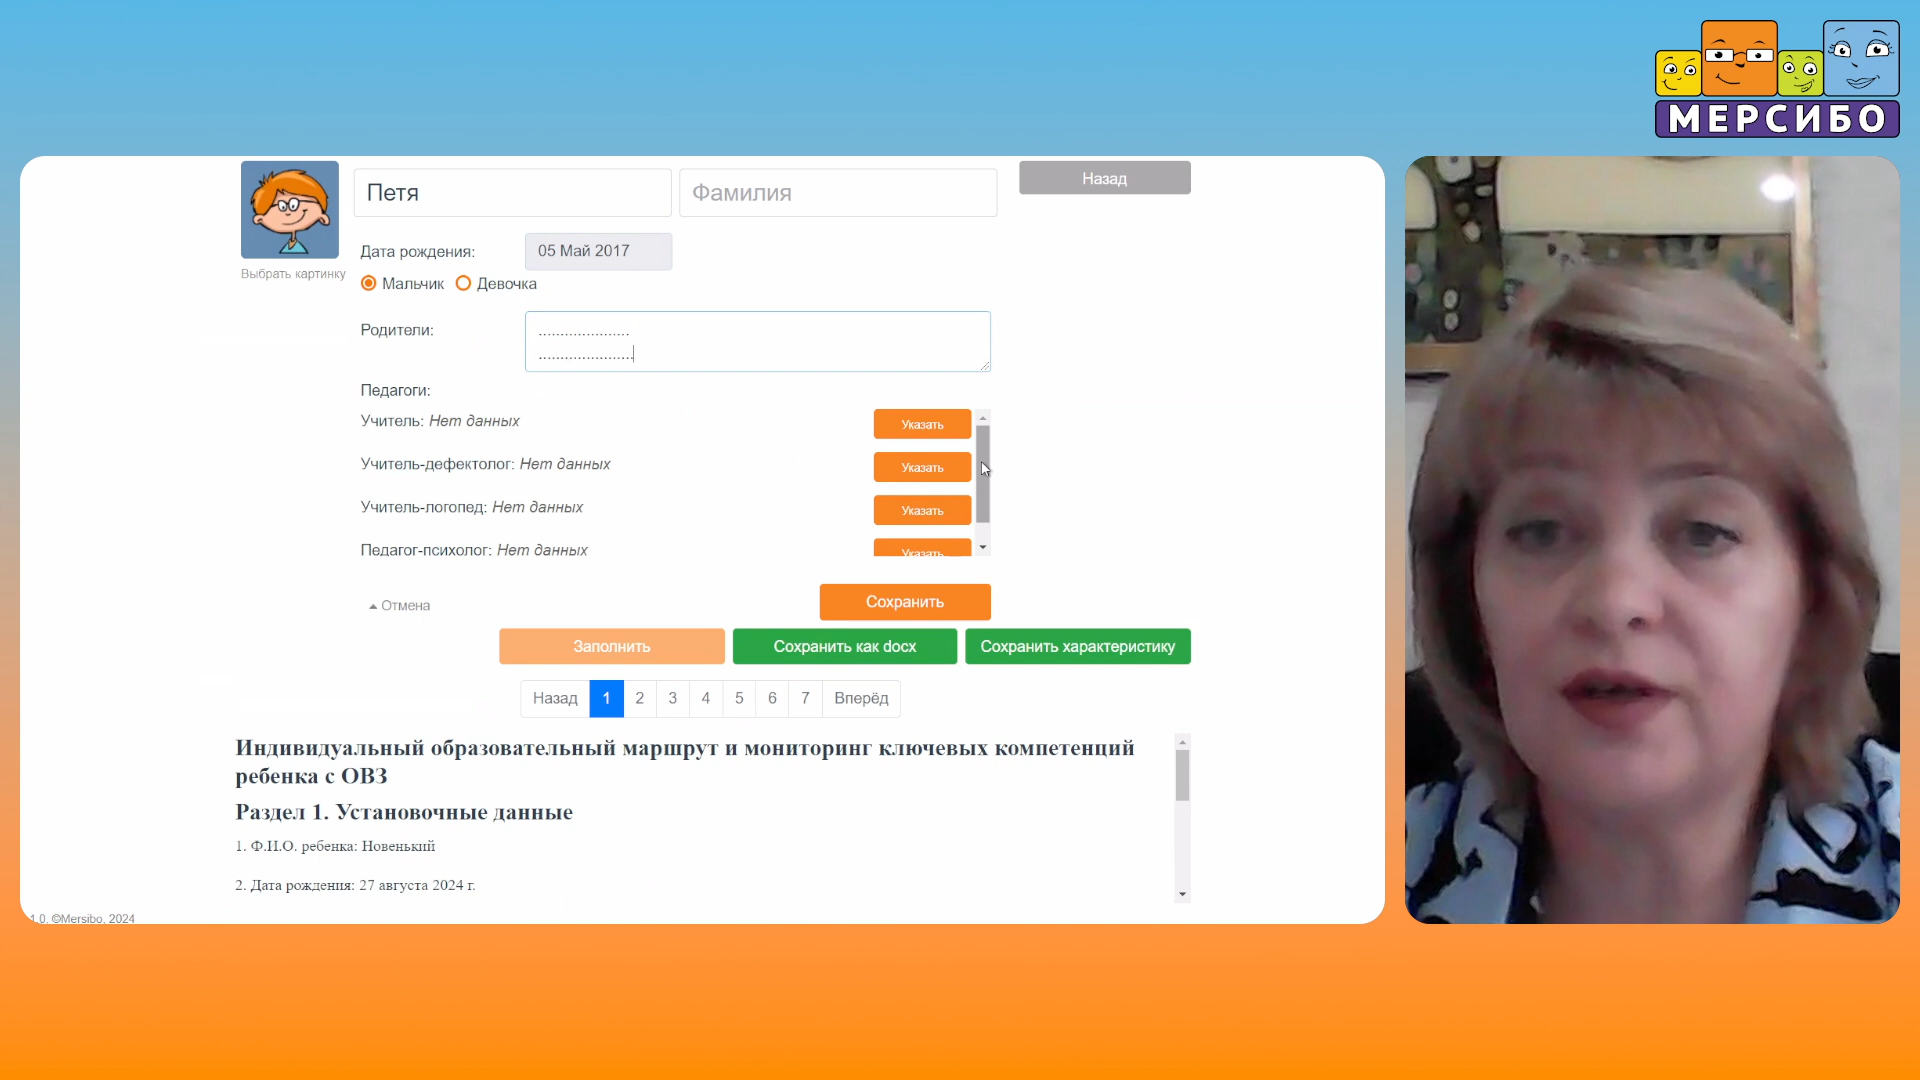 МЕРСИБО
Петя
Фамилия
Назад
Выбрать картинку
Дата рождения:
05 Май 2017
Мальчик
Девочка
Родители:
.....................
......................
Педагоги:
Учитель: Нет данных
Указать
Учитель-дефектолог: Нет данных
Указать
Учитель-логопед: Нет данных
Указать
Педагог-психолог: Нет данных
Указать
Отмена
Сохранить
Заполнить
Сохранить как docx
Сохранить характеристику
Назад 1 2 3 4 5 6 7 Вперёд
Индивидуальный образовательный маршрут и мониторинг ключевых компетенций
ребенка с ОВЗ
Раздел 1. Установочные данные
1. Ф.И.О. ребенка: Новенький
2. Дата рождения: 27 августа 2024 г.
1.0. ©Mersibo, 2024